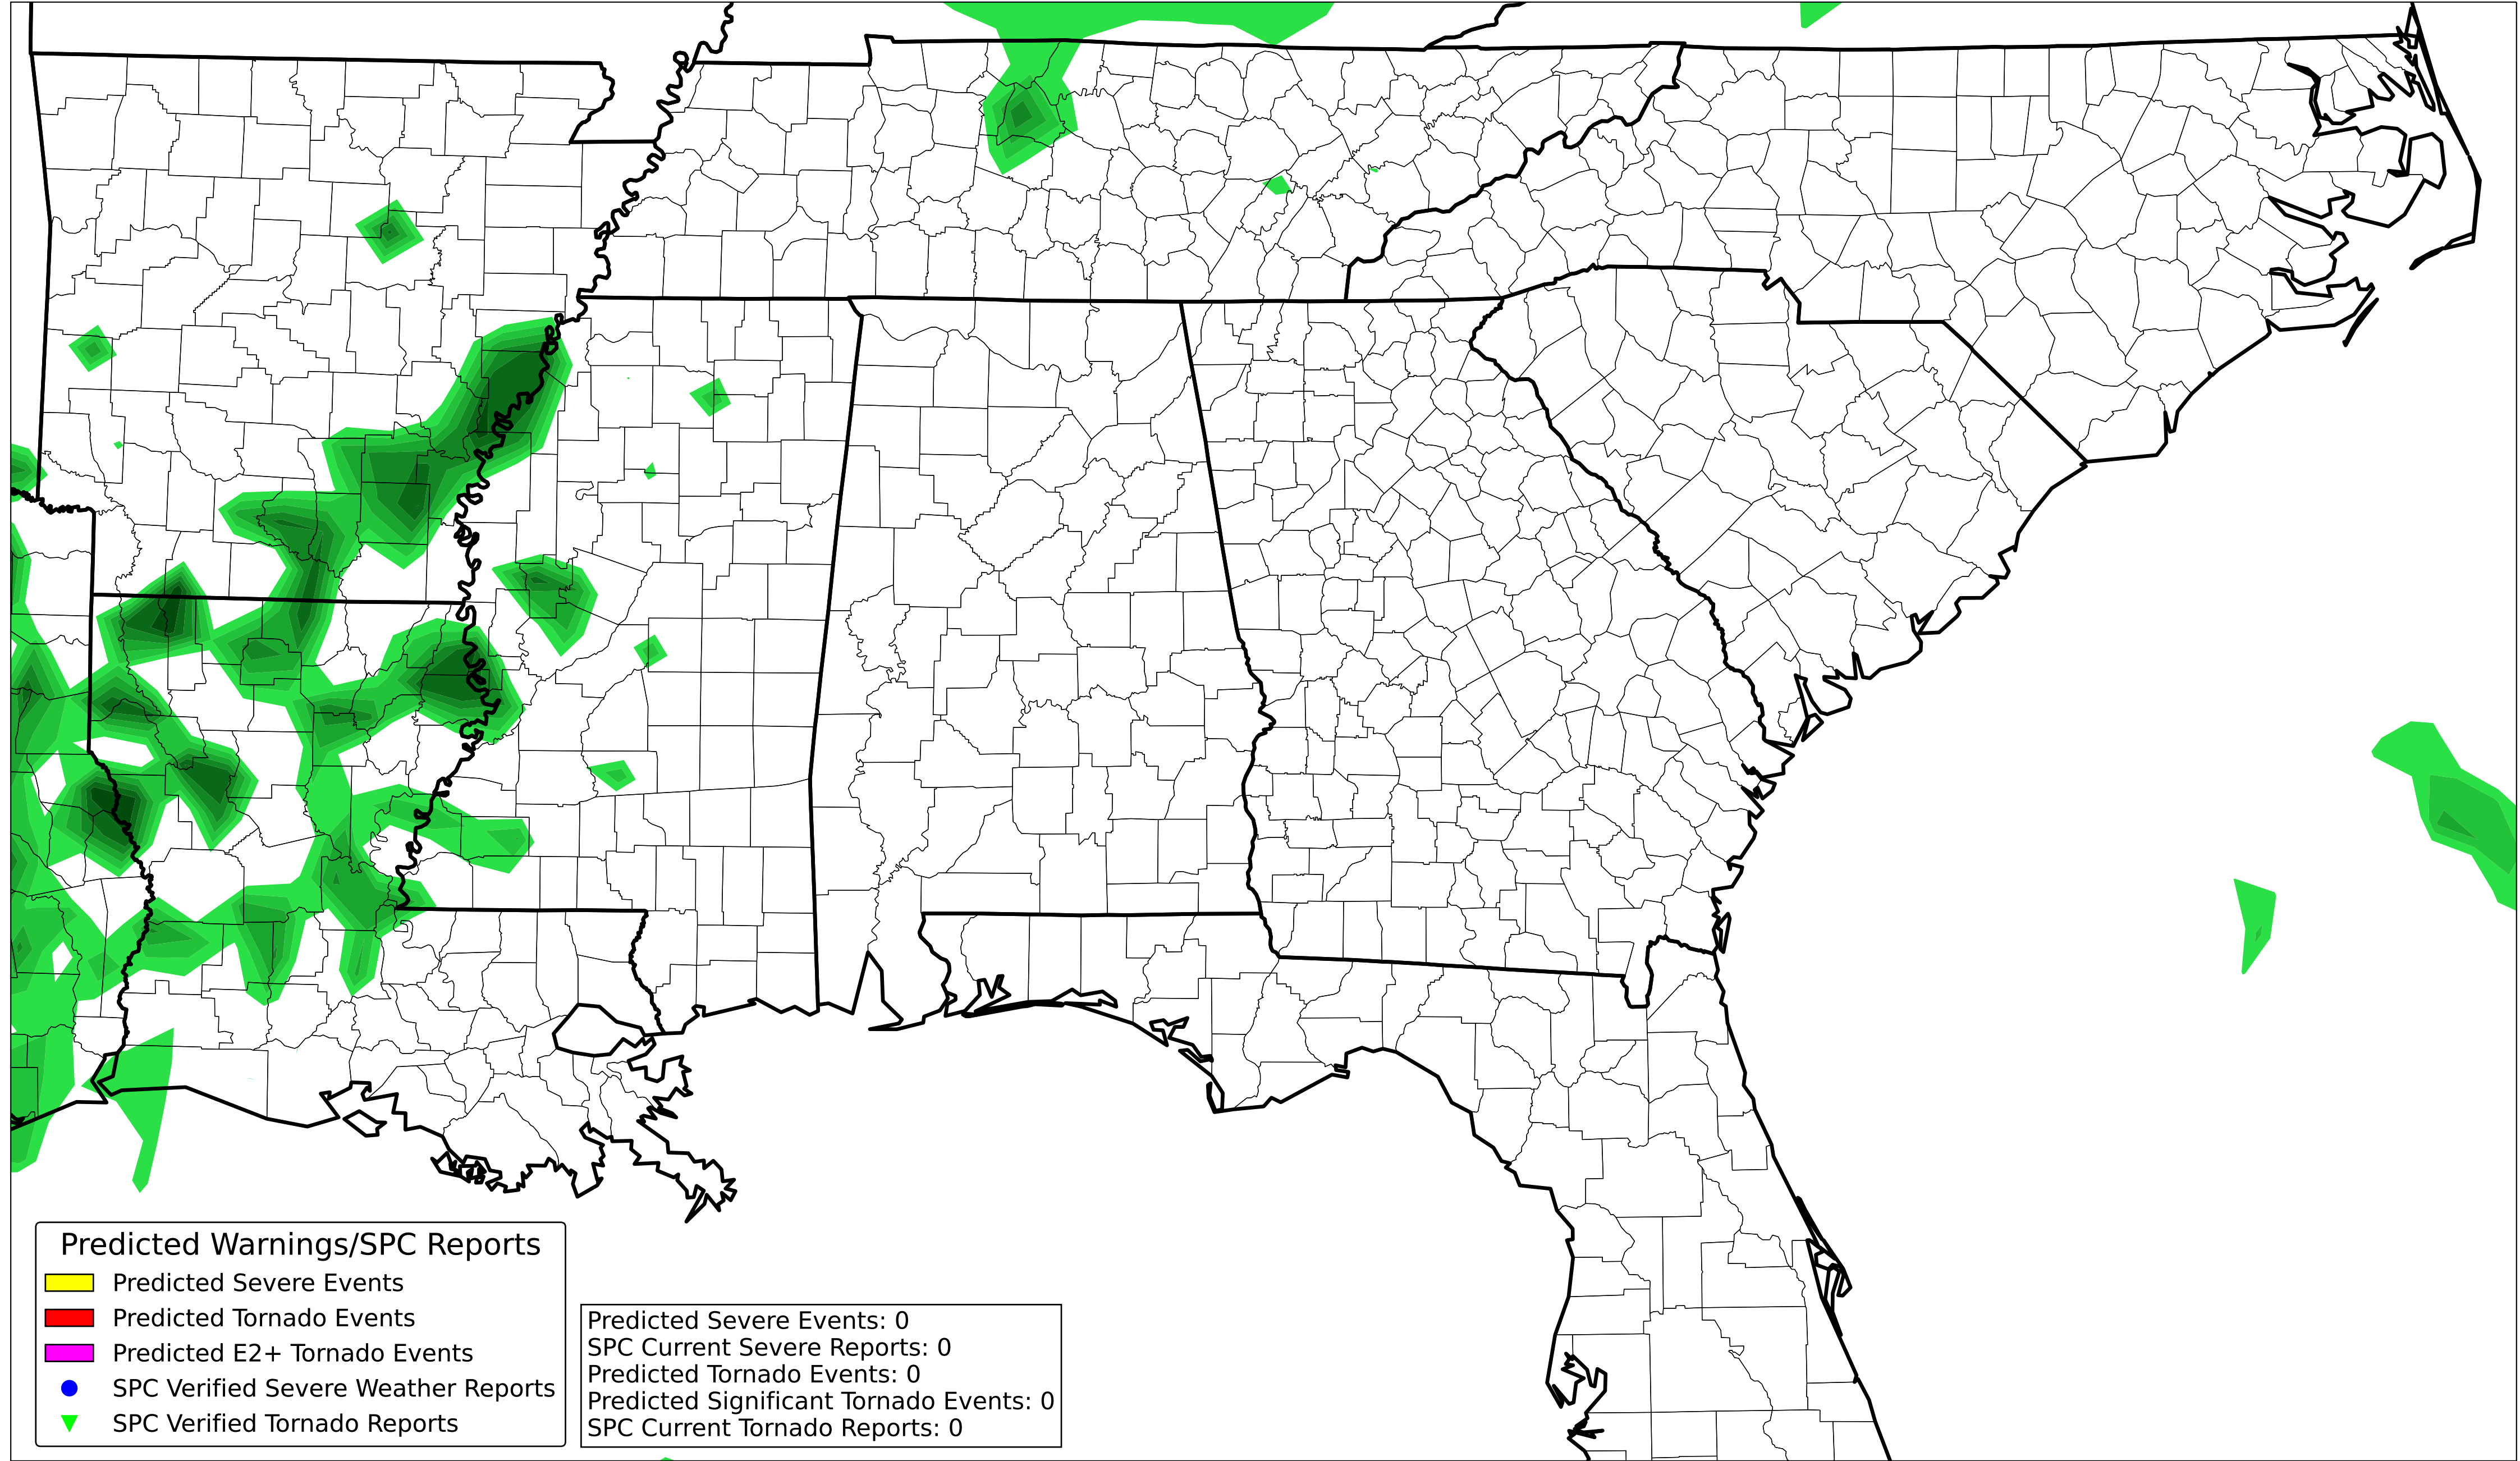 Predicted Warnings/SPC Reports
Predicted Severe Events
Predicted Tornado Events
Predicted E2+ Tornado Events
SPC Verified Severe Weather Reports
SPC Verified Tornado Reports
Predicted Severe Events: 0
SPC Current Severe Reports: 0
Predicted Tornado Events: 0
Predicted Significant Tornado Events: 0
SPC Current Tornado Reports: 0